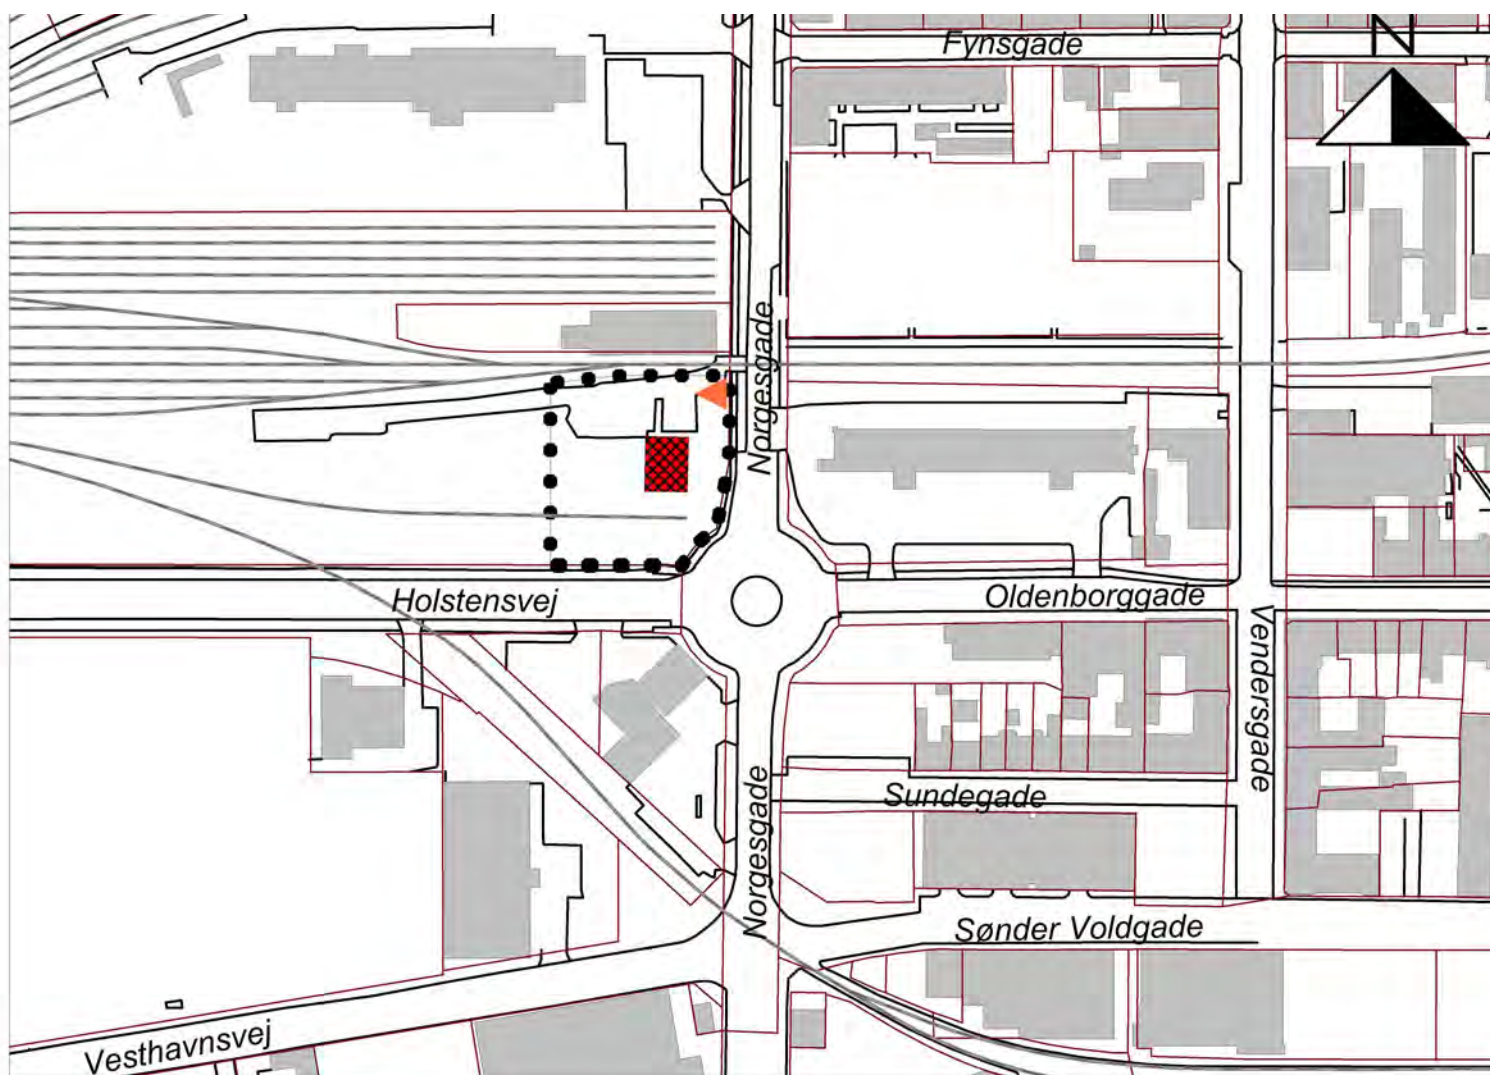 Fynsgade
N
Norgesgade
Holstensvej
Oldenborggade
Vendersgade
Sundegade
Norgesgade
Sønder Voldgade
Vesthavnsvej